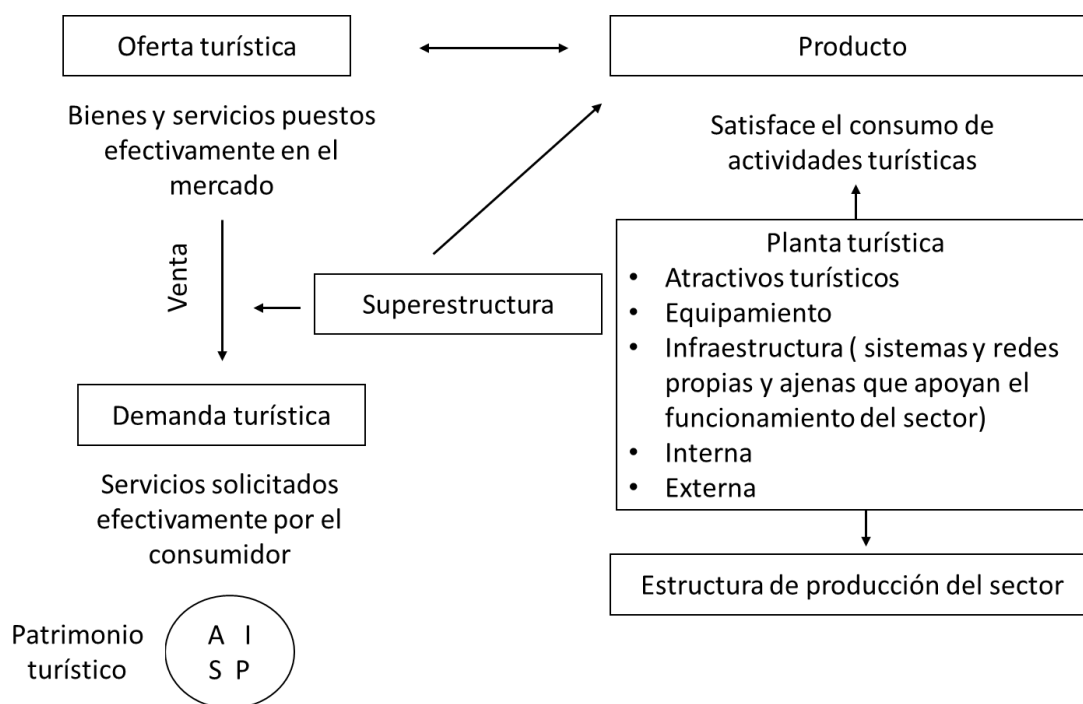 Oferta turística
Producto
Bienes y servicios puestos
efectivamente en el
mercado
Satisface el consumo de
actividades turísticas
Venta
Superestructura
Planta turística
• Atractivos turísticos
• Equipamiento
• Infraestructura ( sistemas y redes
propias y ajenas que apoyan el
funcionamiento del sector)
• Interna
• Externa
Demanda turística
Servicios solicitados
efectivamente por el
consumidor
Estructura de producción del sector
Patrimonio
turístico
A I
S P